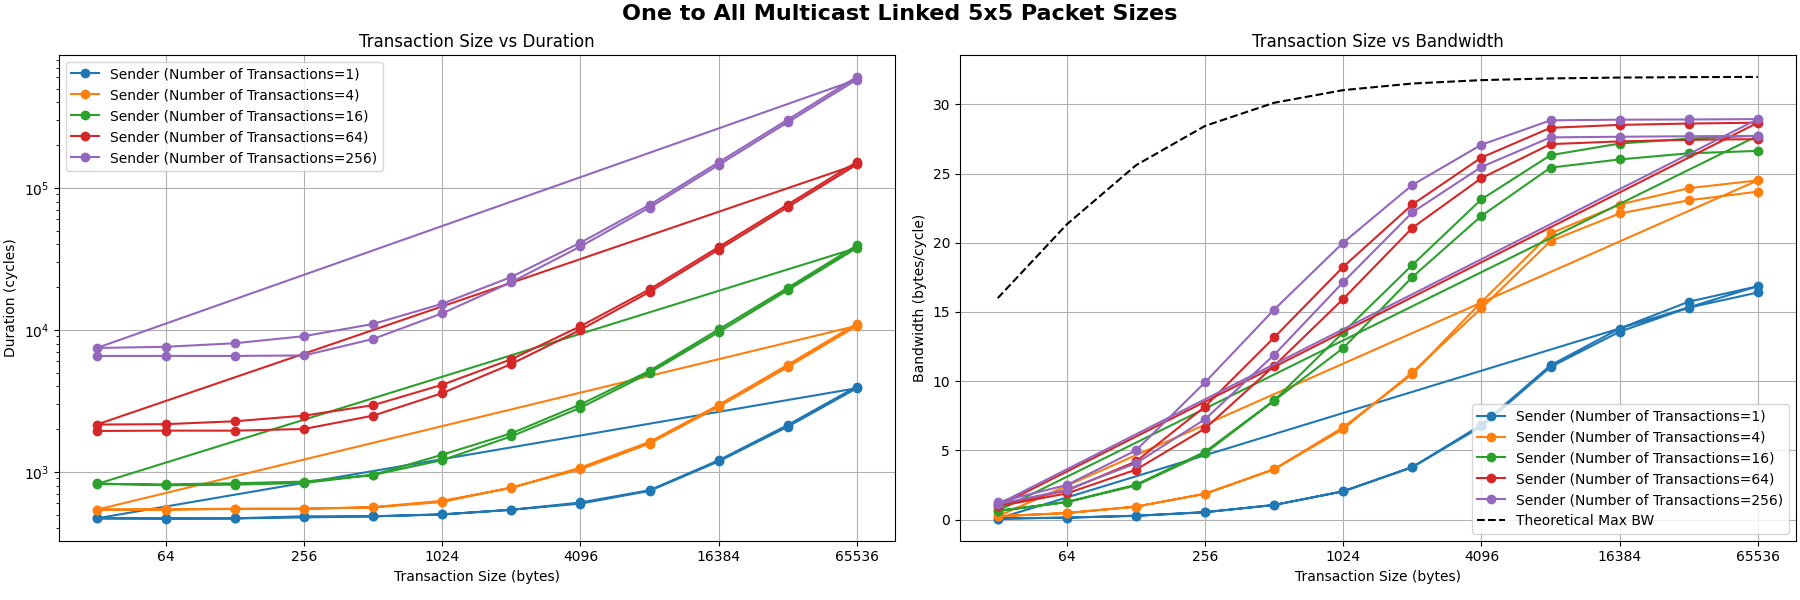 One to All Multicast Linked 5x5 Packet Sizes
Transaction Size vs Duration
Sender (Number of Transactions=1)
Sender (Number of Transactions=4)
Sender (Number of Transactions=16)
Sender (Number of Transactions=64)
Sender (Number of Transactions=256)
Duration (cycles)
10^5
10^4
10^3
64
256
1024
4096
16384
65536
Transaction Size (bytes)
Transaction Size vs Bandwidth
Bandwidth (bytes/cycle)
30
25
20
15
10
5
0
Sender (Number of Transactions=1)
Sender (Number of Transactions=4)
Sender (Number of Transactions=16)
Sender (Number of Transactions=64)
Sender (Number of Transactions=256)
Theoretical Max BW
64
256
1024
4096
16384
65536
Transaction Size (bytes)